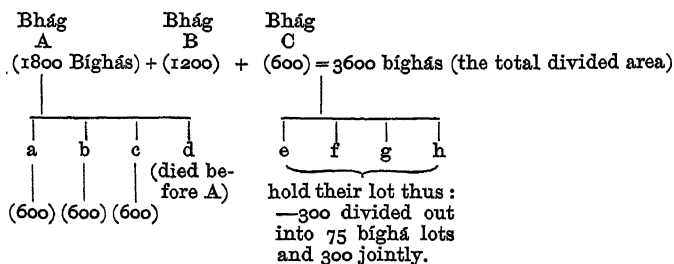 Bhág Bhág Bhág
A B C
(1800 Bíghás) + (1200) + (600) = 3600 bíghás (the total divided area)
a b c d e f g h
(died be-
fore A)
(600) (600) (600)
hold their lot thus :
—300 divided out
into 75 bíghá lots
and 300 jointly.